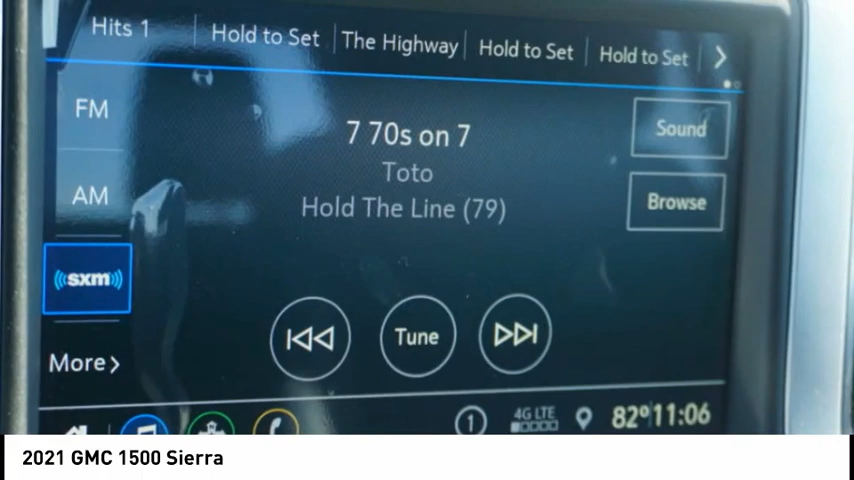 Hits 1 Hold to Set The Highway Hold to Set Hold to Set
FM
7 70s on 7
Sound
Toto
AM
Hold The Line (79)
Browse
sxm
Tune
More
1 4G LTE 82° 11:06
2021 GMC 1500 Sierra